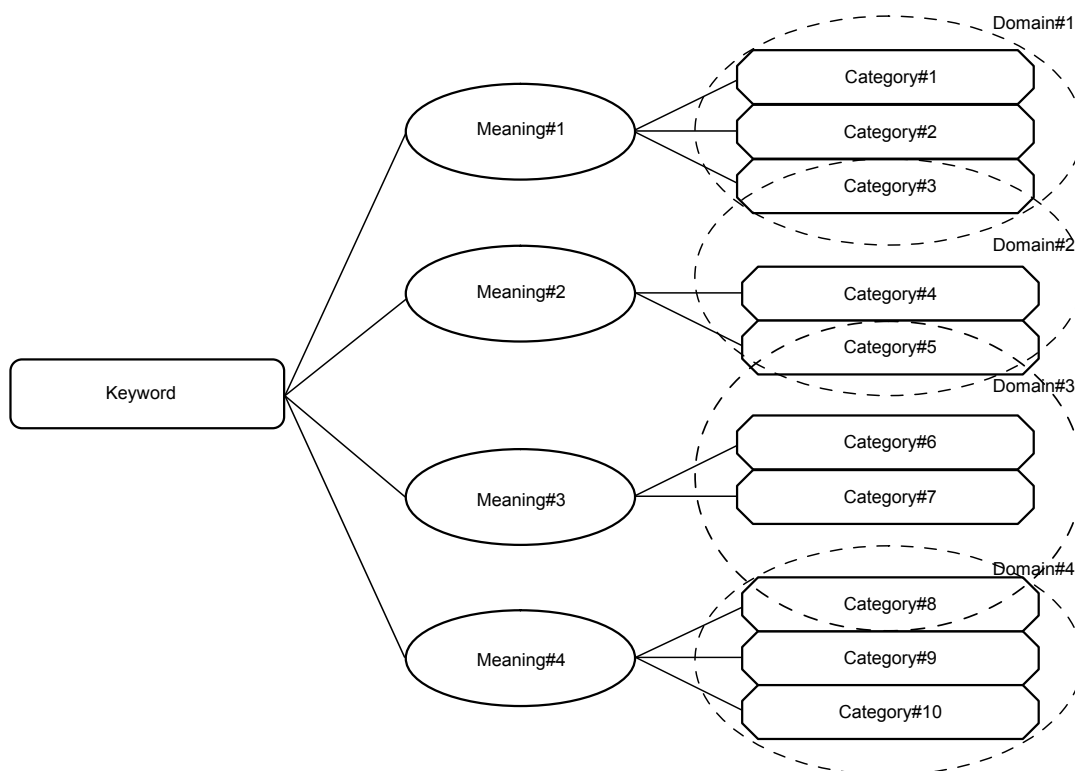 Domain#1
Category#1
Meaning#1
Category#2
Category#3
Domain#2
Meaning#2
Category#4
Category#5
Domain#3
Keyword
Category#6
Meaning#3
Category#7
Domain#4
Category#8
Meaning#4
Category#9
Category#10